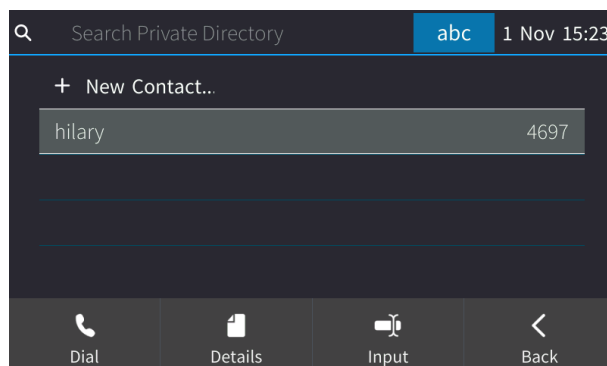 Search Private Directory abc 1 Nov 15:23
+ New Contact...
hilary 4697
Dial Details Input Back